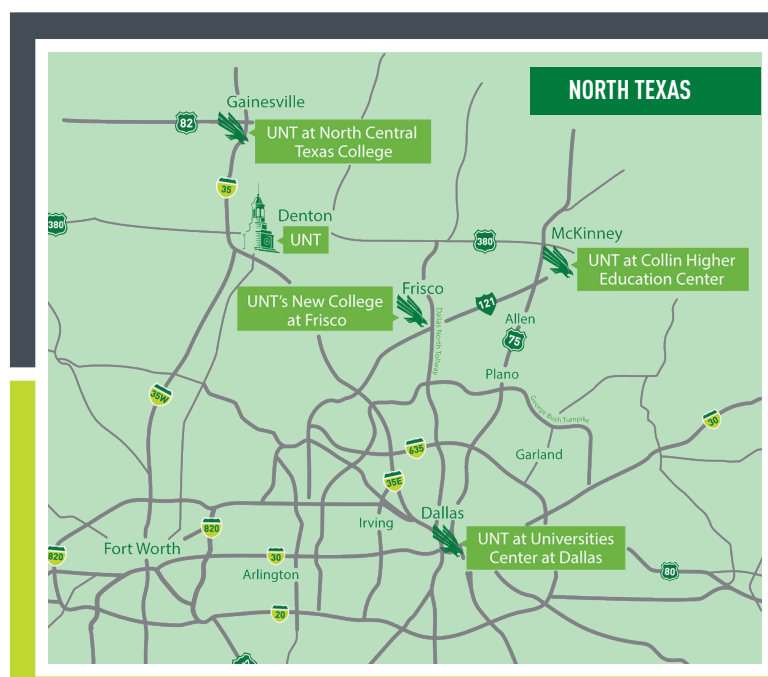 NORTH TEXAS
Gainesville
82
UNT at North Central
Texas College
35
380
Denton
UNT
380
McKinney
UNT at Collin Higher
Education Center
UNT's New College
at Frisco
Frisco
121
Dallas North Tollway
Allen
75
Plano
35W
George Bush Turnpike
30
635
Garland
35E
Dallas
Irving
820
UNT at Universities
Center at Dallas
Fort Worth
820
30
Arlington
80
20